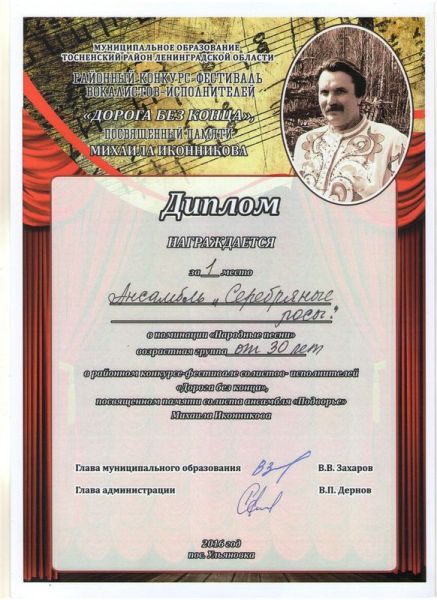 МУНИЦИПАЛЬНОЕ ОБРАЗОВАНИЕ
ТОСНЕНСКИЙ РАЙОН ЛЕНИНГРАДСКОЙ ОБЛАСТИ
РАЙОННЫЙ КОНКУРС-ФЕСТИВАЛЬ
ВОКАЛИСТОВ-ИСПОЛНИТЕЛЕЙ
«ДОРОГА БЕЗ КОНЦА»,
ПОСВЯЩЕННЫЙ ПАМЯТИ
МИХАИЛА ИКОННИКОВА
Диплом
НАГРАЖДАЕТСЯ
за 1 место
Ансамбль „Серебряные
росы"
в номинации «Народные песни»
возрастная группа от 30 лет
в районном конкурсе-фестивале солистов- исполнителей
«Дорога без конца»,
посвященном памяти солиста ансамбля «Подворье»
Михаила Иконникова
Глава муниципального образования В.В. Захаров
Глава администрации В.П. Дернов
2016 год
пос. Ульяновка